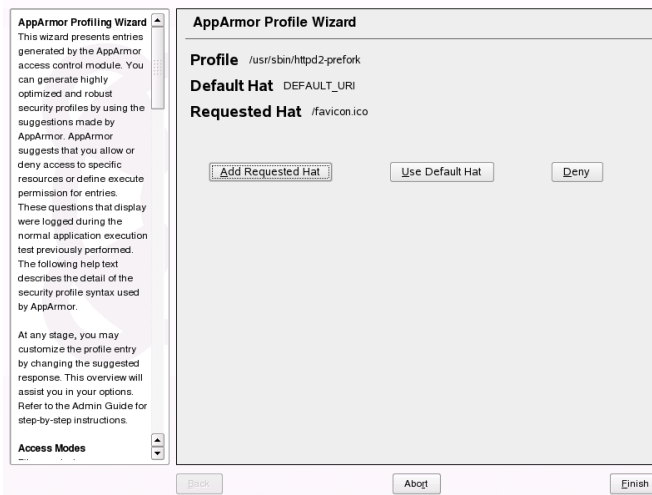 AppArmor Profiling Wizard
This wizard presents entries
generated by the AppArmor
access control module. You
can generate highly
optimized and robust
security profiles by using the
suggestions made by
AppArmor. AppArmor
suggests that you allow or
deny access to specific
resources or define execute
permission for entries.
These questions that display
were logged during the
normal application execution
test previously performed.
The following help text
describes the detail of the
security profile syntax used
by AppArmor.
At any stage, you may
customize the profile entry
by changing the suggested
response. This overview will
assist you in your options.
Refer to the Admin Guide for
step-by-step instructions.
Access Modes
AppArmor Profile Wizard
Profile /usr/sbin/httpd2-prefork
Default Hat DEFAULT_URI
Requested Hat /favicon.ico
Add Requested Hat
Use Default Hat
Deny
Back
Abort
Finish